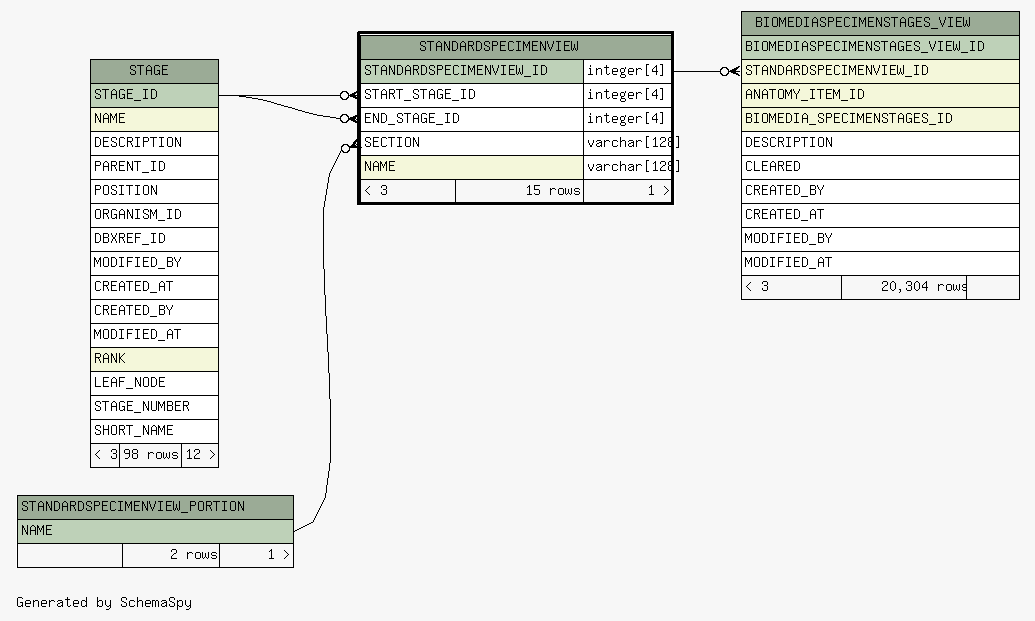 STAGE
STAGE_ID
NAME
DESCRIPTION
PARENT_ID
POSITION
ORGANISM_ID
DBXREF_ID
MODIFIED_BY
CREATED_AT
CREATED_BY
MODIFIED_AT
RANK
LEAF_NODE
STAGE_NUMBER
SHORT_NAME
< 3 98 rows 12 >
STANDARDSPECIMENVIEW
STANDARDSPECIMENVIEW_ID integer[4]
START_STAGE_ID integer[4]
END_STAGE_ID integer[4]
SECTION varchar[128]
NAME varchar[128]
< 3 15 rows 1 >
BIOMEDIASPECIMENSTAGES_VIEW
BIOMEDIASPECIMENSTAGES_VIEW_ID
STANDARDSPECIMENVIEW_ID
ANATOMY_ITEM_ID
BIOMEDIA_SPECIMENSTAGES_ID
DESCRIPTION
CLEARED
CREATED_BY
CREATED_AT
MODIFIED_BY
MODIFIED_AT
< 3 20,304 rows
STANDARDSPECIMENVIEW_PORTION
NAME
2 rows 1 >
Generated by SchemaSpy